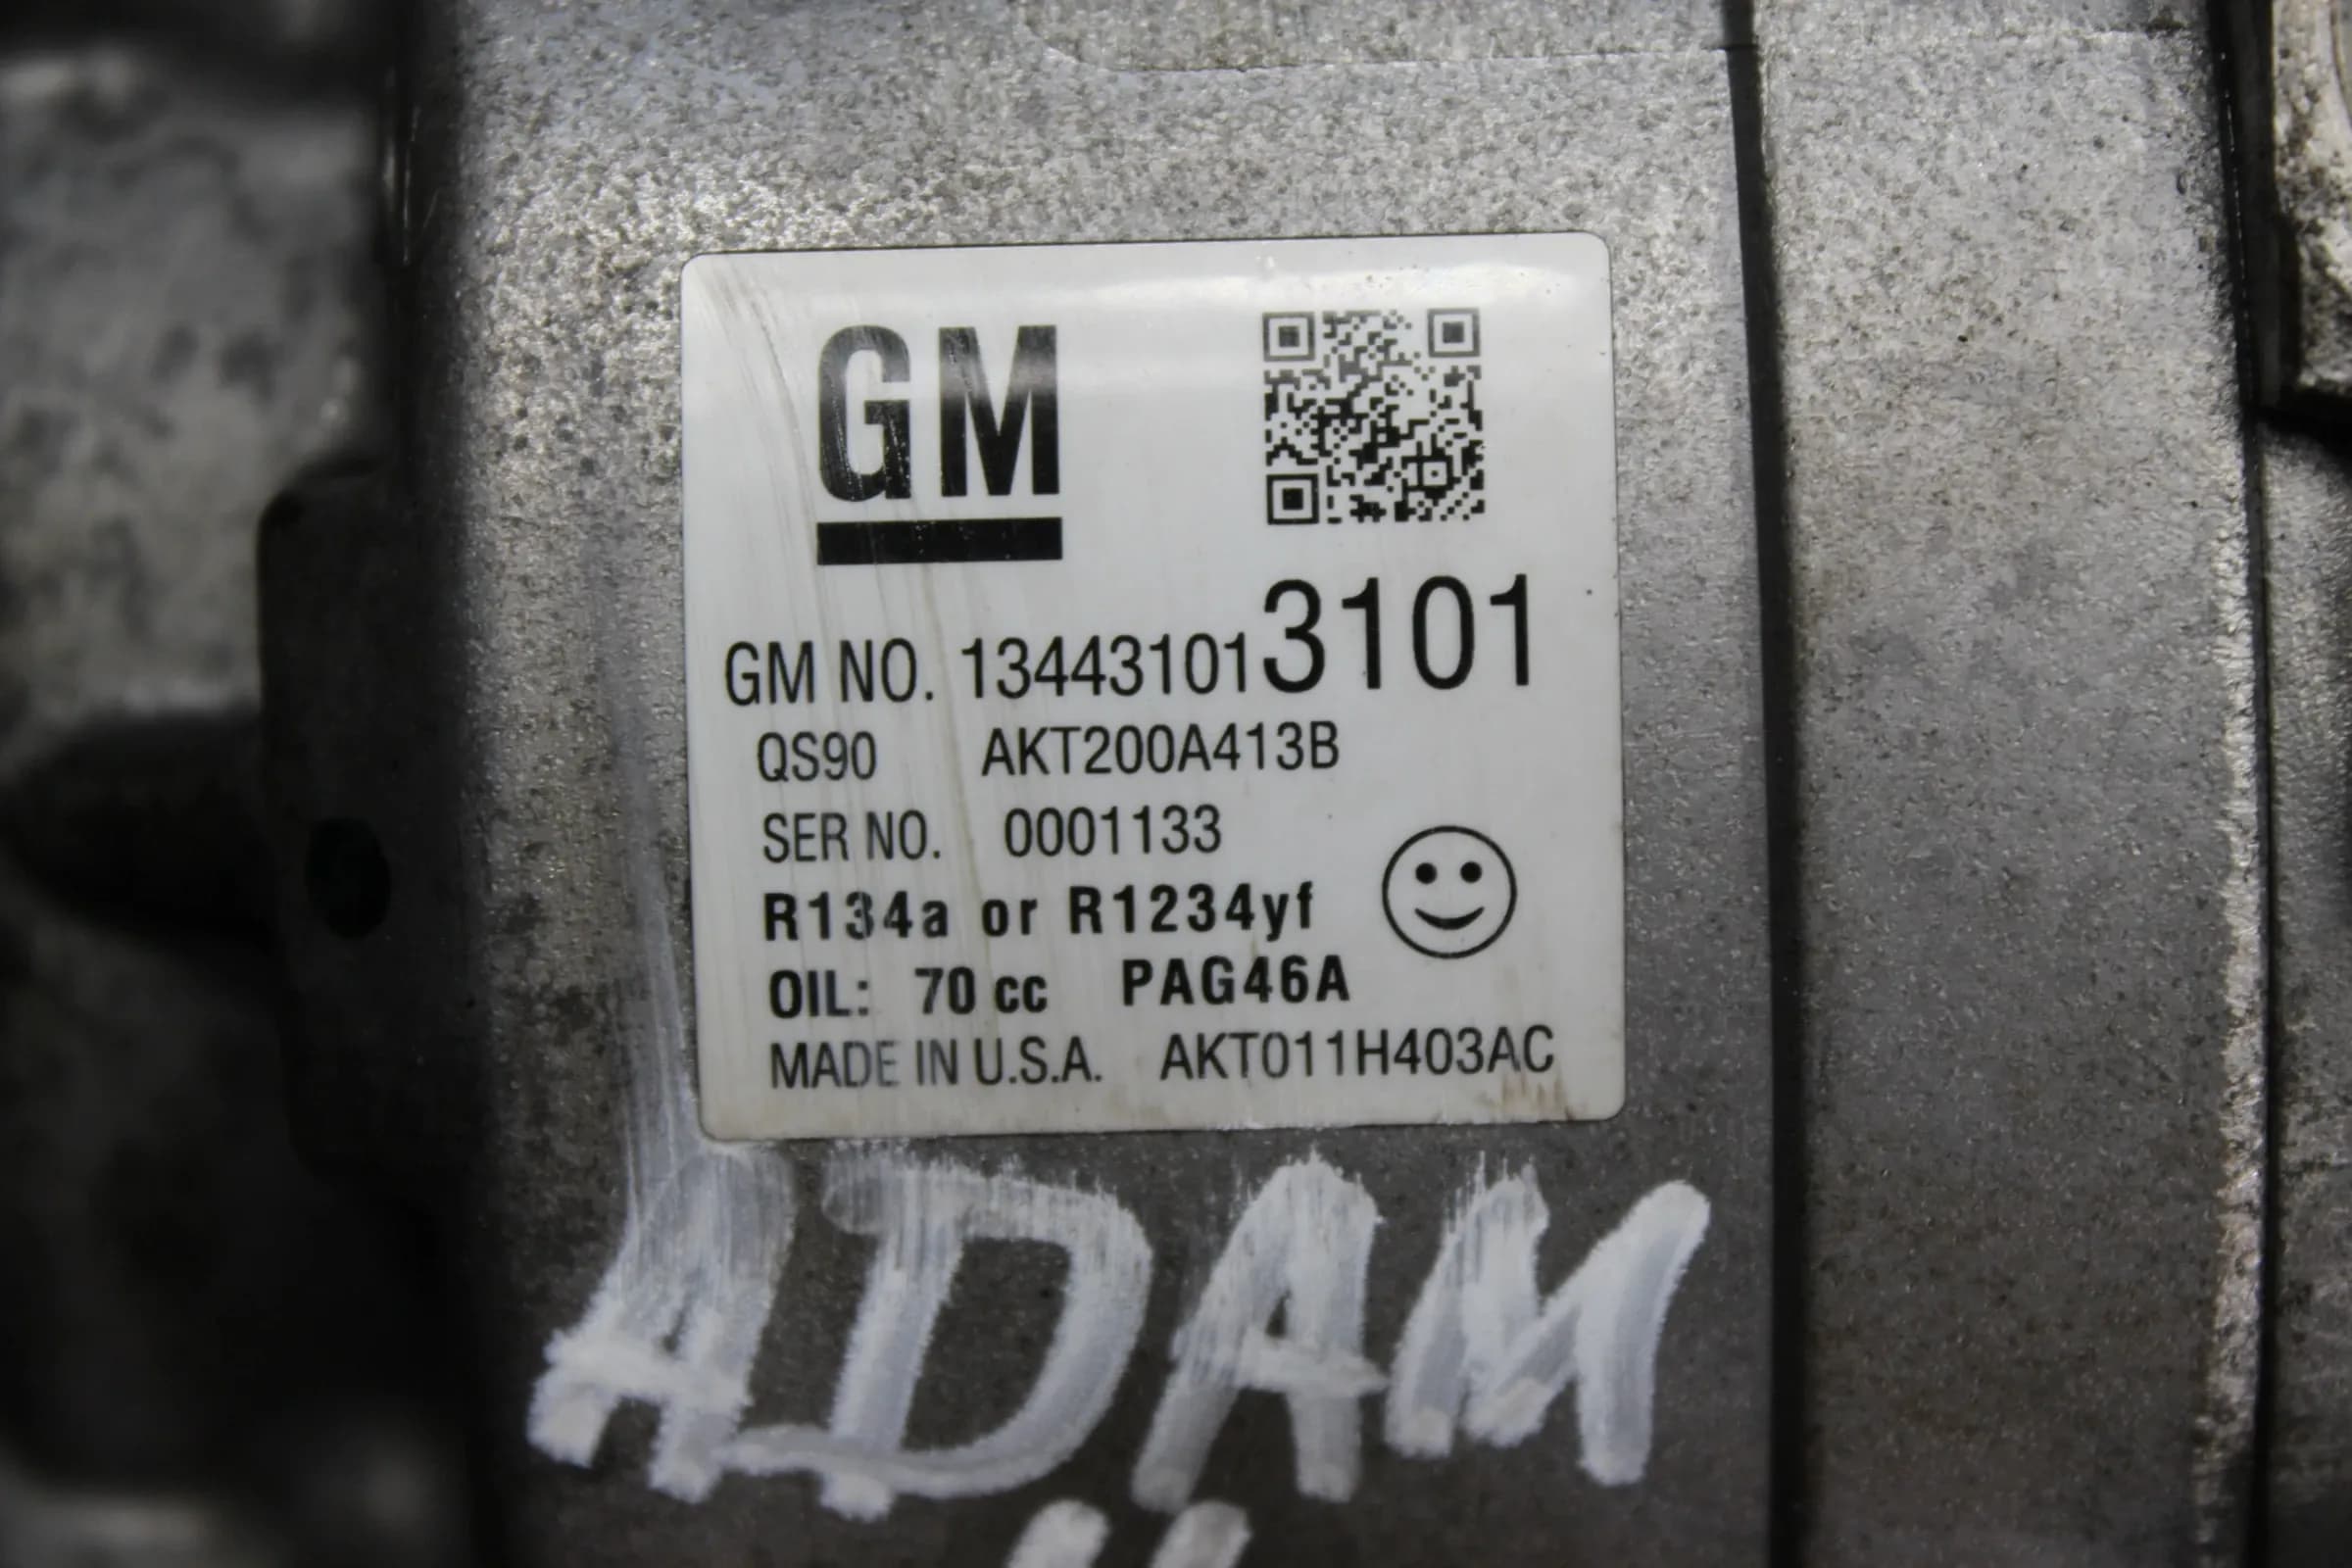 GM
GM NO. 13443101 3101
QS90 AKT200A413B
SER NO. 0001133
R134a or R1234yf
OIL: 70 cc PAG46A
MADE IN U.S.A. AKT011H403AC
ADAM